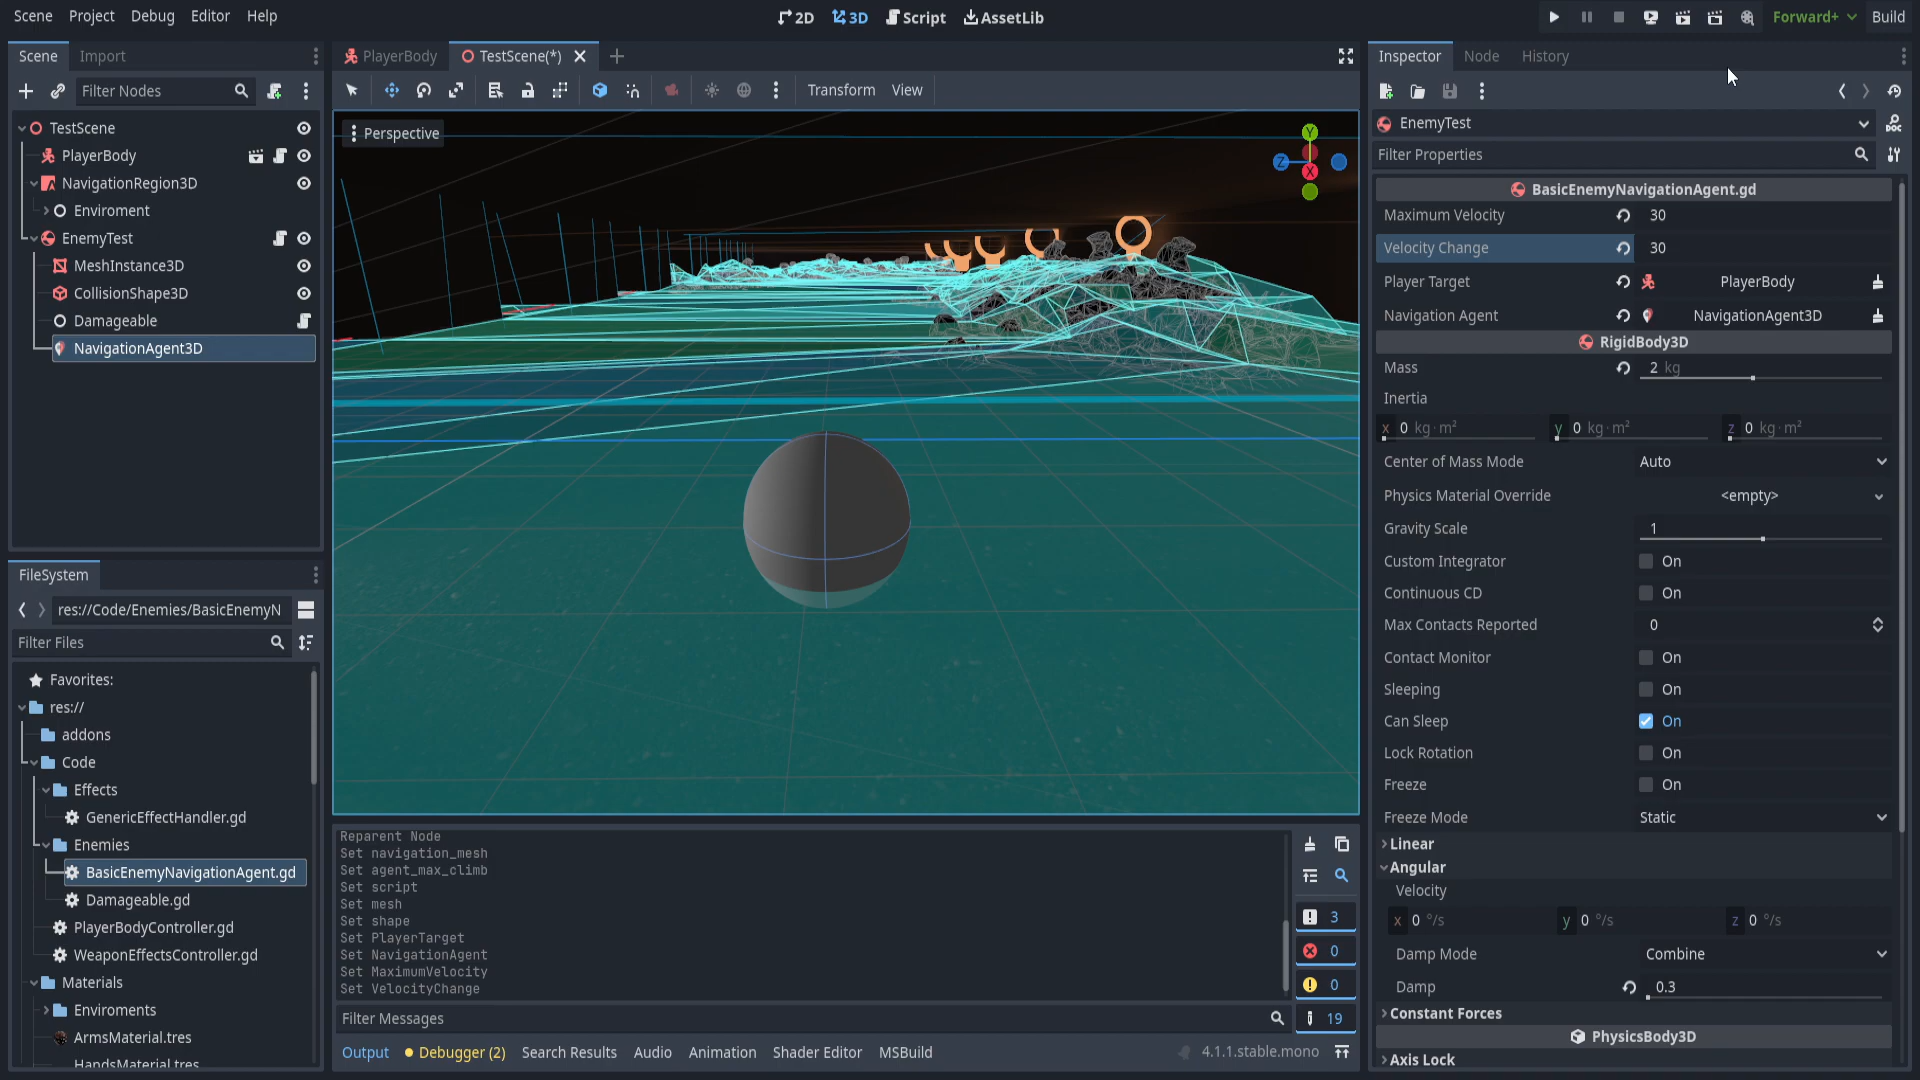 Scene Project Debug Editor Help
2D 3D Script AssetLib
Forward+ Build
Scene Import
Filter Nodes
TestScene
PlayerBody
NavigationRegion3D
Enviroment
EnemyTest
MeshInstance3D
CollisionShape3D
Damageable
NavigationAgent3D
FileSystem
res://Code/Enemies/BasicEnemyN
Filter Files
Favorites:
res://
addons
Code
Effects
GenericEffectHandler.gd
Enemies
BasicEnemyNavigationAgent.gd
Damageable.gd
PlayerBodyController.gd
WeaponEffectsController.gd
Materials
Enviroments
ArmsMaterial.tres
HandsMaterial.tres
PlayerBody TestScene(*)
Transform View
Perspective
Y
Z
X
Reparent Node
Set navigation_mesh
Set agent_max_climb
Set script
Set mesh
Set shape
Set PlayerTarget
Set NavigationAgent
Set MaximumVelocity
Set VelocityChange
3
0
0
19
Filter Messages
Output Debugger (2) Search Results Audio Animation Shader Editor MSBuild 4.1.1.stable.mono
Inspector Node History
EnemyTest
DOC
Filter Properties
BasicEnemyNavigationAgent.gd
Maximum Velocity 30
Velocity Change 30
Player Target PlayerBody
Navigation Agent NavigationAgent3D
RigidBody3D
Mass 2 kg
Inertia
x 0 kg·m² y 0 kg·m² z 0 kg·m²
Center of Mass Mode Auto
Physics Material Override <empty>
Gravity Scale 1
Custom Integrator On
Continuous CD On
Max Contacts Reported 0
Contact Monitor On
Sleeping On
Can Sleep On
Lock Rotation On
Freeze On
Freeze Mode Static
Linear
Angular
Velocity
x 0 °/s y 0 °/s z 0 °/s
Damp Mode Combine
Damp 0.3
Constant Forces
PhysicsBody3D
Axis Lock